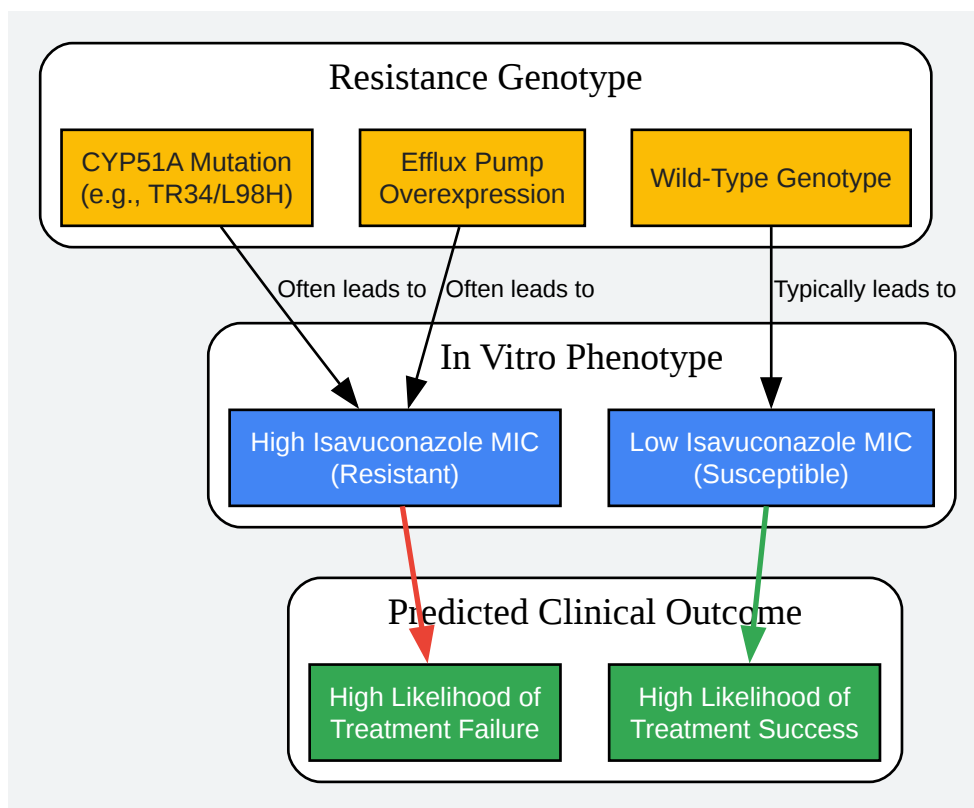 Resistance Genotype
CYP51A Mutation
(e.g., TR34/L98H)
Efflux Pump
Overexpression
Wild-Type Genotype
Often leads to
Often leads to
Typically leads to
In Vitro Phenotype
High Isavuconazole MIC
(Resistant)
Low Isavuconazole MIC
(Susceptible)
Predicted Clinical Outcome
High Likelihood of
Treatment Failure
High Likelihood of
Treatment Success